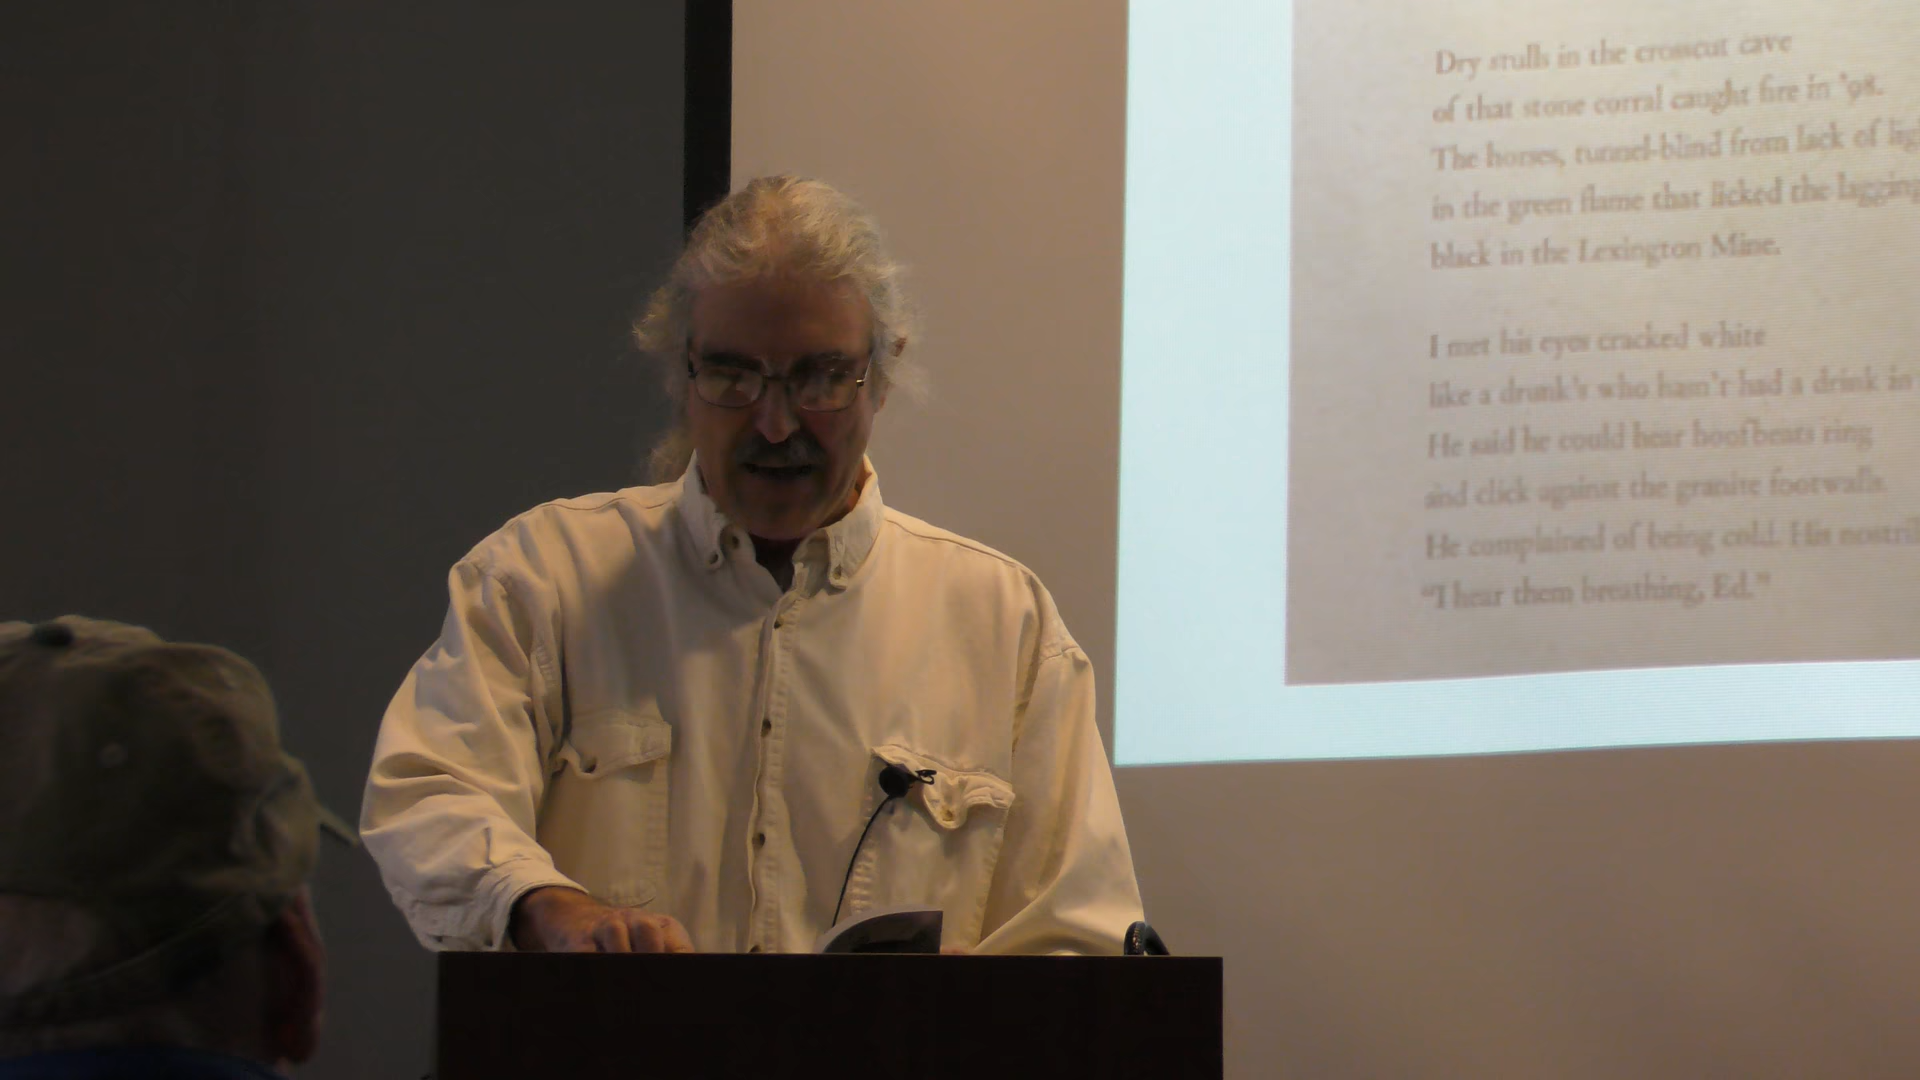 Dry stulls in the crosscut cave
of that stone corral caught fire in '98.
The horses, tunnel-blind from lack of
in the green flame that licked the lagging
black in the Lexington Mine.
I met his eyes cracked white
like a drunk's who hasn't had a drink in
He said he could hear hoofbeats ring
and click against the granite footwalls.
He complained of being cold. His
"I hear them breathing, Ed."